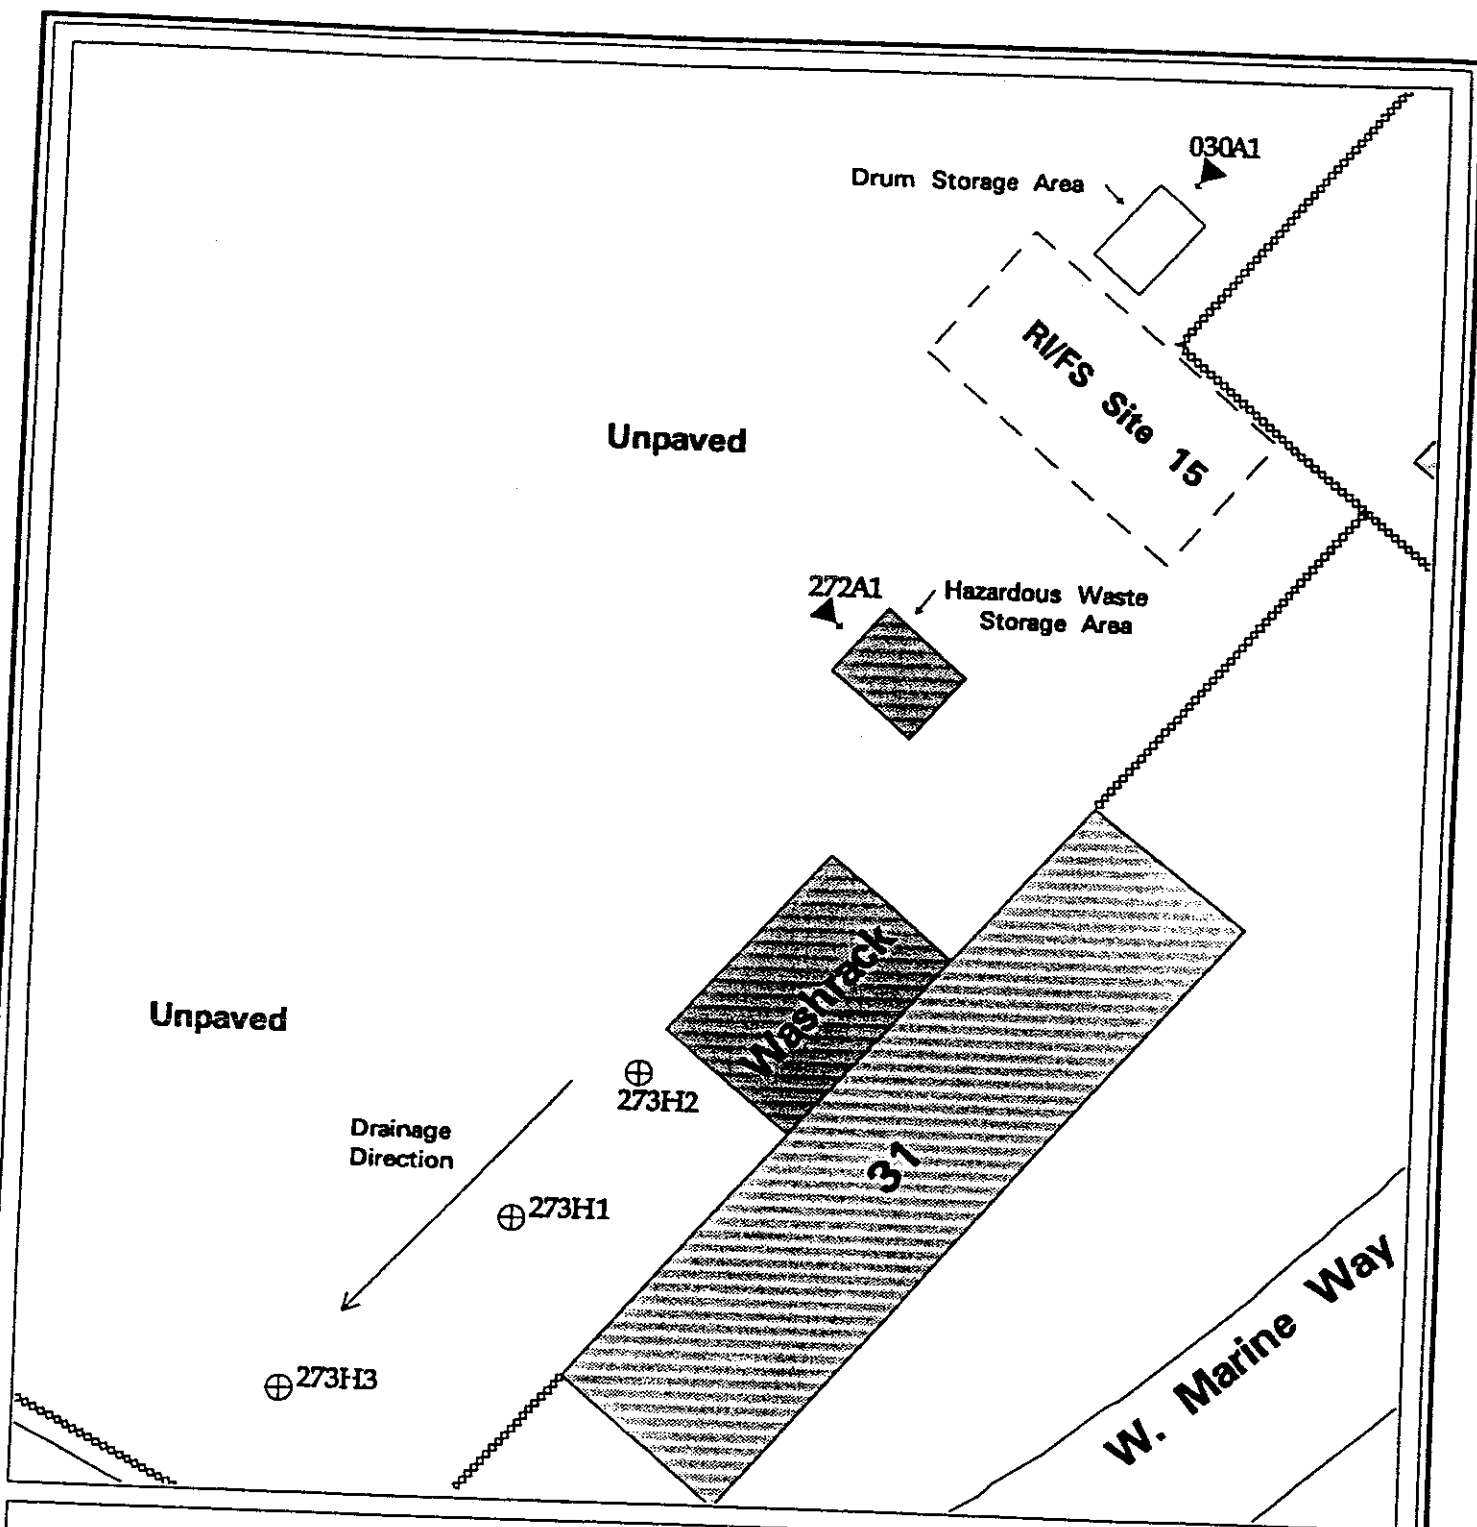 030A1
Drum Storage Area
RI/FS Site 15
Unpaved
272A1
Hazardous Waste
Storage Area
Washrack
Unpaved
273H2
Drainage
Direction
31
273H1
W. Marine Way
273H3